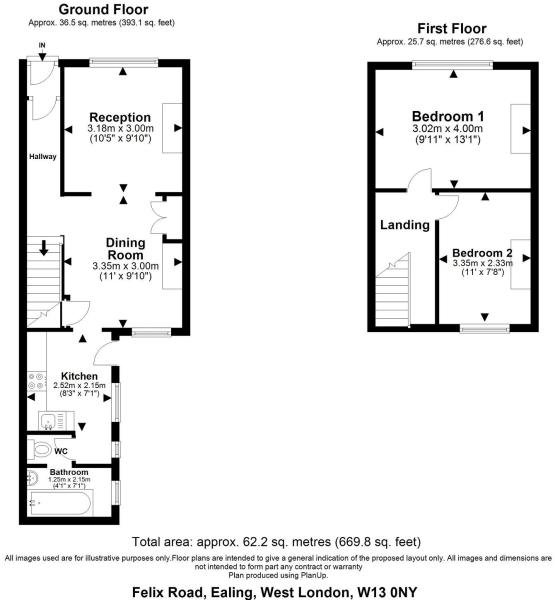 Ground Floor
Approx. 36.5 sq. metres (393.1 sq. feet)
IN
Reception
3.18m x 3.00m
(10'5" x 9'10")
Hallway
Dining
Room
3.35m x 3.00m
(11' x 9'10")
Kitchen
2.52m x 2.15m
(8'3" x 7'1")
WC
Bathroom
1.25m x 2.15m
(4'1" x 7'1")
First Floor
Approx. 25.7 sq. metres (276.6 sq. feet)
Bedroom 1
3.02m x 4.00m
(9'11" x 13'1")
Landing
Bedroom 2
3.35m x 2.33m
(11' x 7'8")
Total area: approx. 62.2 sq. metres (669.8 sq. feet)
All images used are for illustrative purposes only.Floor plans are intended to give a general indication of the proposed layout only. All images and dimensions are
not intended to form part any contract or warranty
Plan produced using PlanUp.
Felix Road, Ealing, West London, W13 0NY